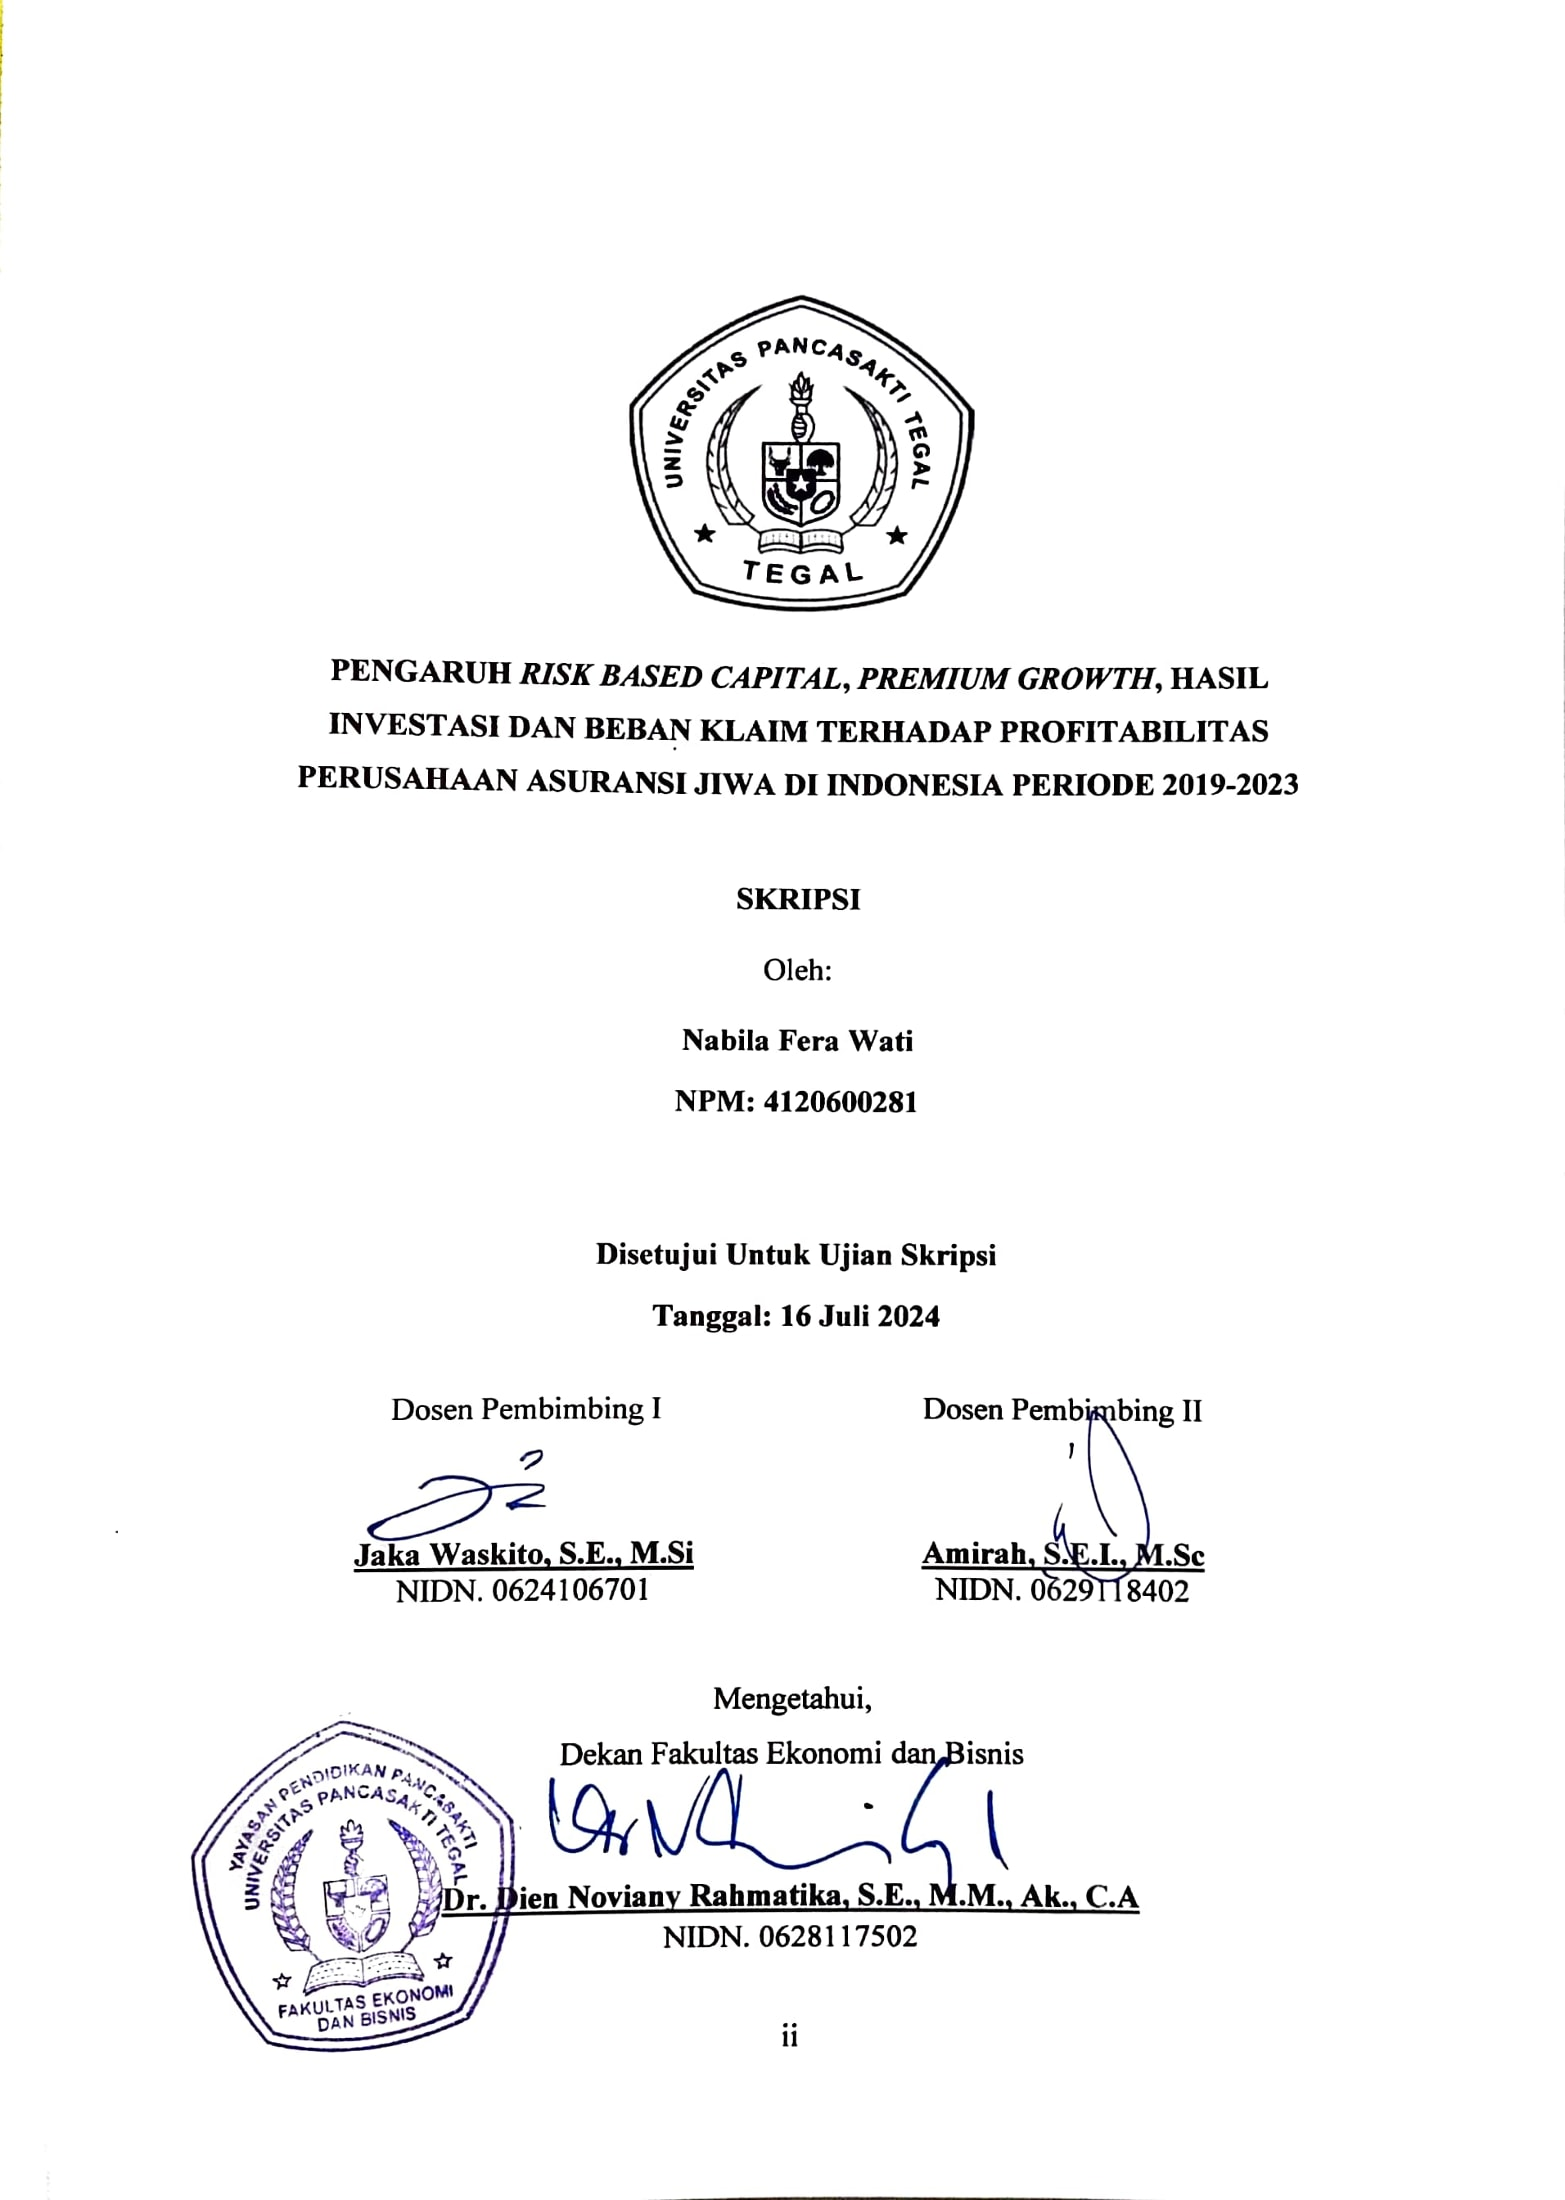 UNIVERSITAS PANCASAKTI TEGAL
TEGAL
PENGARUH RISK BASED CAPITAL, PREMIUM GROWTH, HASIL
INVESTASI DAN BEBAN KLAIM TERHADAP PROFITABILITAS
PERUSAHAAN ASURANSI JIWA DI INDONESIA PERIODE 2019-2023
SKRIPSI
Oleh:
Nabila Fera Wati
NPM: 4120600281
Disetujui Untuk Ujian Skripsi
Tanggal: 16 Juli 2024
Dosen Pembimbing I
Dosen Pembimbing II
Jaka Waskito, S.E., M.Si
NIDN. 0624106701
Amirah, S.E.I., M.Sc
NIDN. 0629118402
Mengetahui,
Dekan Fakultas Ekonomi dan Bisnis
Dr. Dien Noviany Rahmatika, S.E., M.M., Ak., C.A
NIDN. 0628117502
YAYASAN PENDIDIKAN PANCASAKTI
UNIVERSITAS PANCASAKTI TEGAL
FAKULTAS EKONOMI
DAN BISNIS
ii